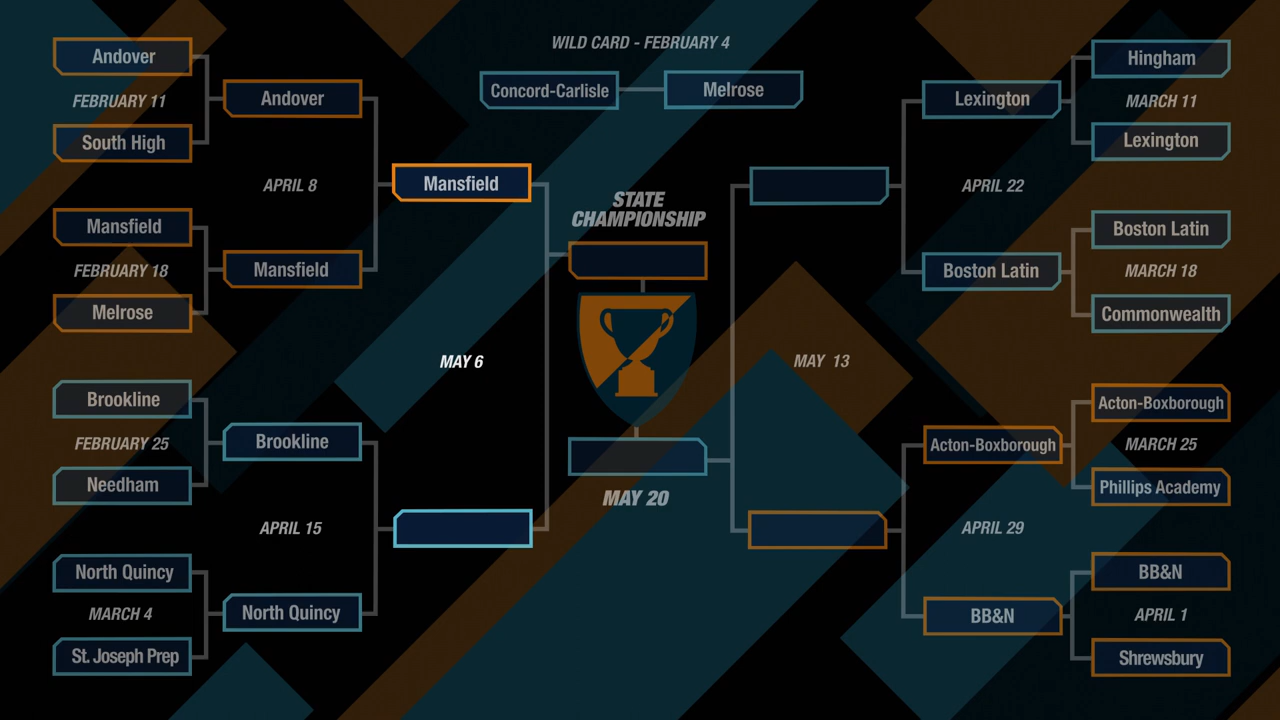 WILD CARD - FEBRUARY 4
Concord-Carlisle
Melrose
Andover
FEBRUARY 11
South High
Andover
APRIL 8
Mansfield
FEBRUARY 18
Melrose
Mansfield
Mansfield
MAY 6
Brookline
FEBRUARY 25
Needham
Brookline
APRIL 15
North Quincy
MARCH 4
St. Joseph Prep
North Quincy
STATE
CHAMPIONSHIP
MAY 20
MAY 13
Lexington
APRIL 22
Boston Latin
Hingham
MARCH 11
Lexington
Boston Latin
MARCH 18
Commonwealth
Acton-Boxborough
APRIL 29
BB&N
Acton-Boxborough
MARCH 25
Phillips Academy
BB&N
APRIL 1
Shrewsbury